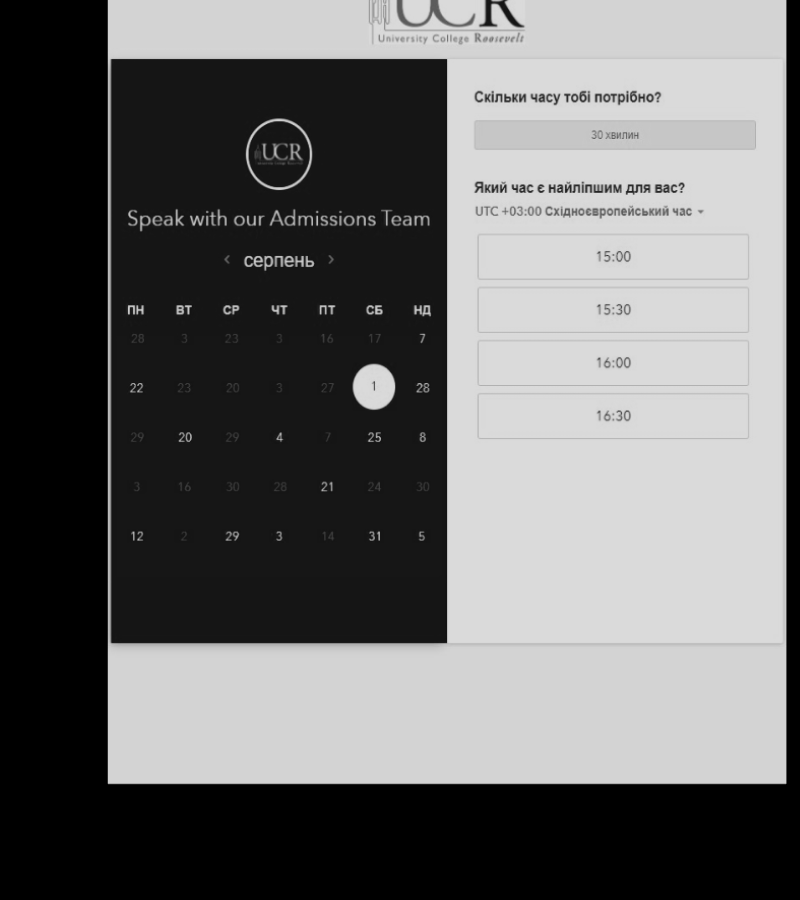 UCR
University College Roosevelt
UCR
Speak with our Admissions Team
‹ серпень ›
ПН ВТ СР ЧТ ПТ СБ НД
28 3 23 3 16 17 7
22 23 20 3 27 1 28
29 20 29 4 7 25 8
3 16 30 28 21 24 30
12 2 29 3 14 31 5
Скільки часу тобі потрібно?
30 хвилин
Який час є найліпшим для вас?
UTC +03:00 Східноєвропейський час
15:00
15:30
16:00
16:30